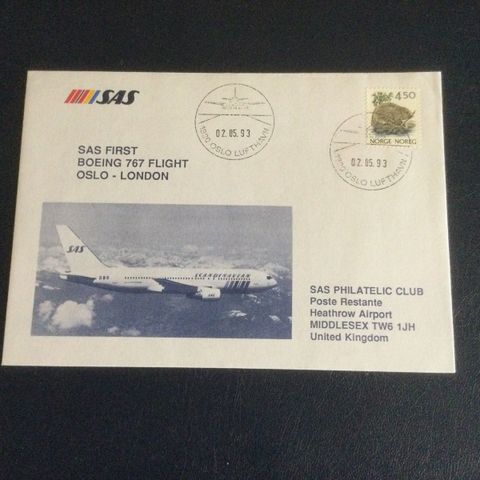 SAS
SAS FIRST
BOEING 767 FLIGHT
OSLO - LONDON
02.05.93
OSLO LUFTHAVN
4.50
NORGE NOREG
02.05.93
1330 OSLO LUFTHAVN
SAS
SCANDINAVIAN
SAS PHILATELIC CLUB
Poste Restante
Heathrow Airport
MIDDLESEX TW6 1JH
United Kingdom